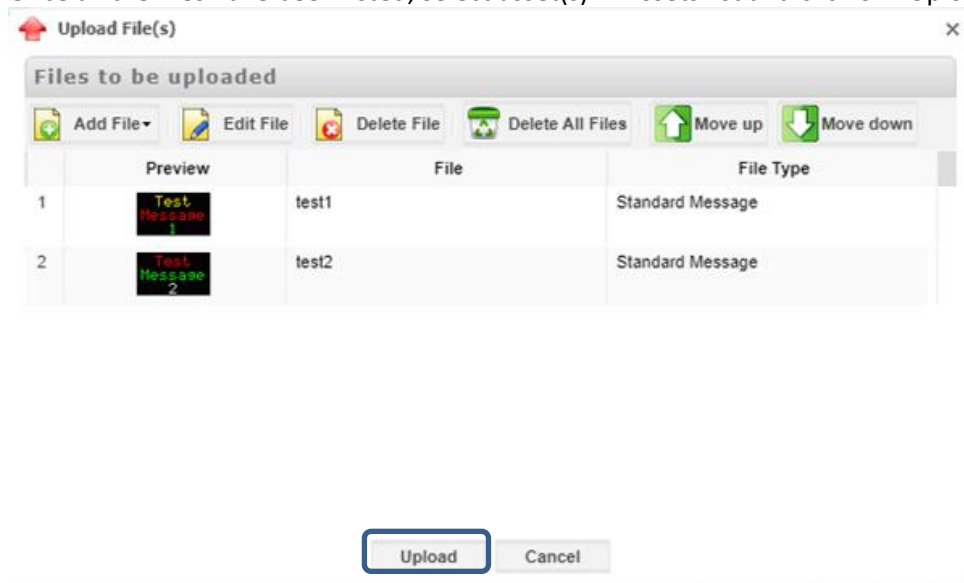 Upload File(s)
Files to be uploaded
Add File Edit File Delete File Delete All Files Move up Move down
Preview File File Type
1 Test Message 1 test1 Standard Message
2 Test Message 2 test2 Standard Message
Upload Cancel